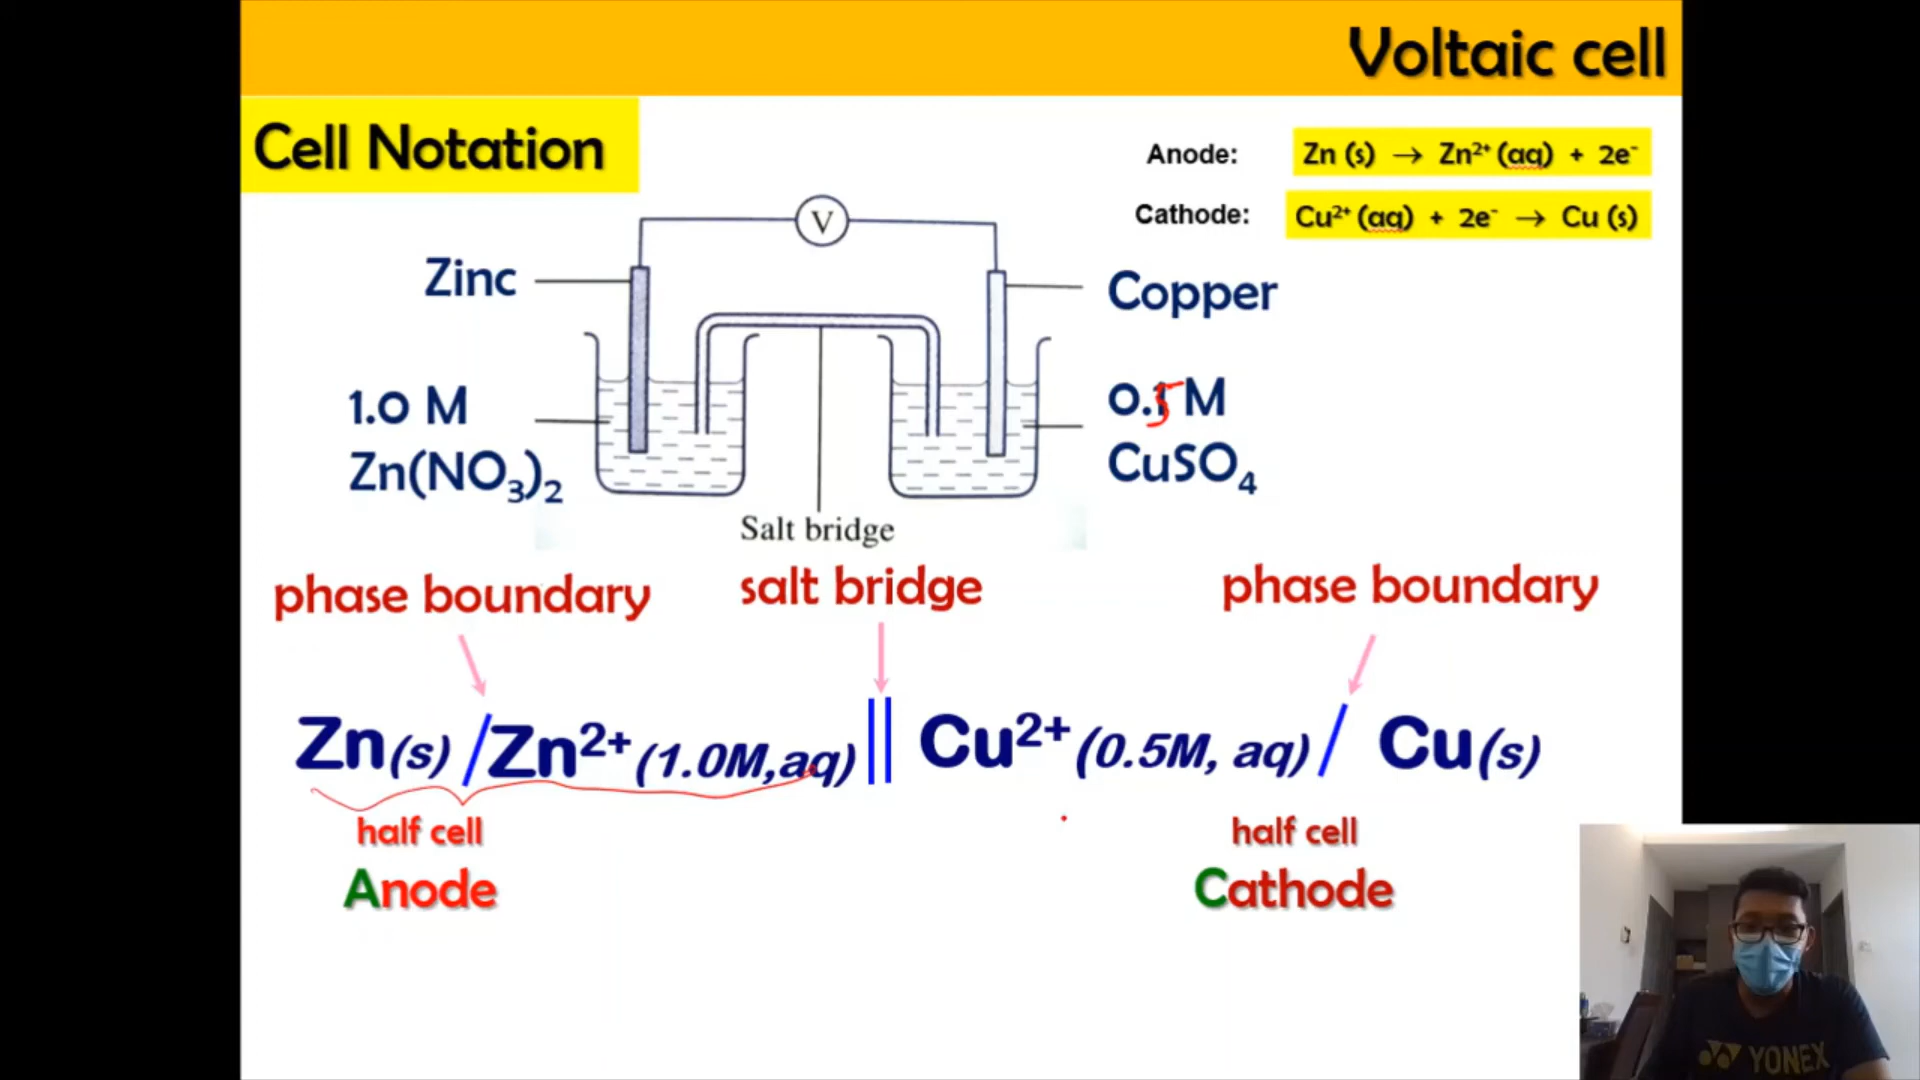 Voltaic cell
Cell Notation
Anode: Zn (s) → Zn²⁺ (aq) + 2e⁻
Cathode: Cu²⁺ (aq) + 2e⁻ → Cu (s)
V
Zinc
Copper
1.0 M
Zn(NO₃)₂
0.5 M
CuSO₄
Salt bridge
phase boundary
salt bridge
phase boundary
Zn(s) / Zn²⁺ (1.0M,aq) || Cu²⁺ (0.5M, aq) / Cu(s)
half cell
Anode
half cell
Cathode
YONEX